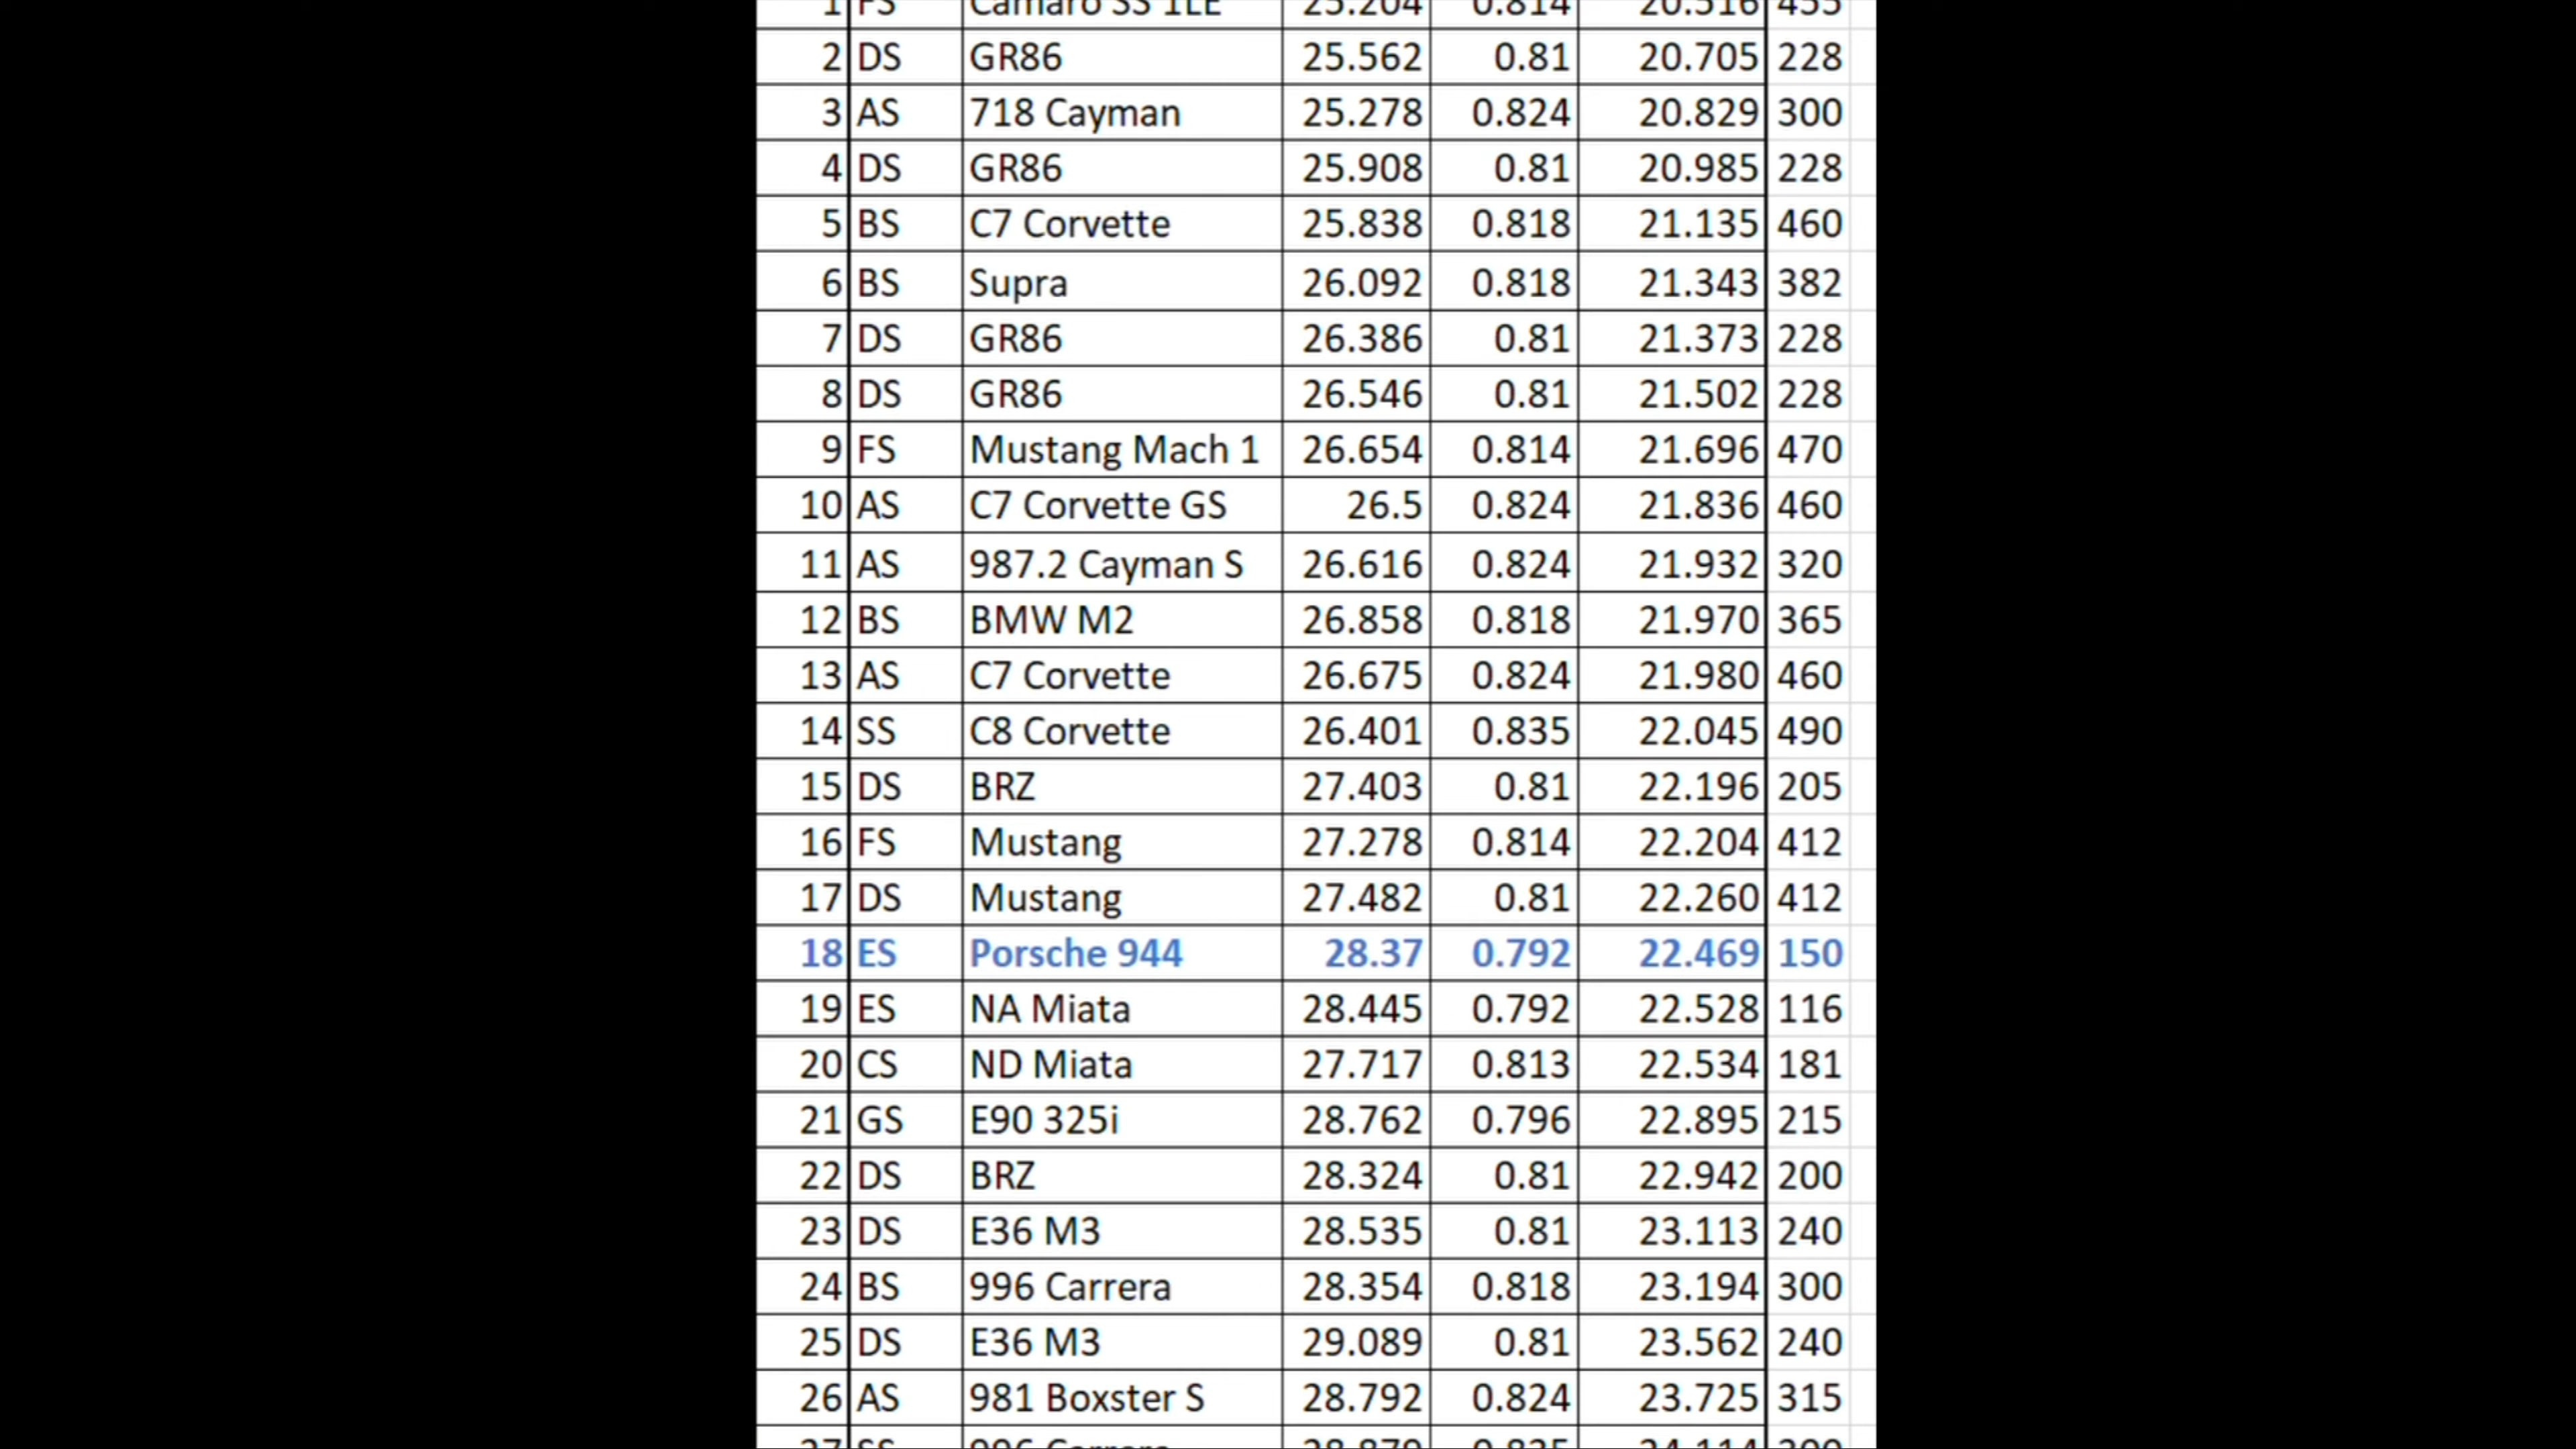 1 FS Camaro SS 1LE 25.204 0.814 20.516 455
2 DS GR86 25.562 0.81 20.705 228
3 AS 718 Cayman 25.278 0.824 20.829 300
4 DS GR86 25.908 0.81 20.985 228
5 BS C7 Corvette 25.838 0.818 21.135 460
6 BS Supra 26.092 0.818 21.343 382
7 DS GR86 26.386 0.81 21.373 228
8 DS GR86 26.546 0.81 21.502 228
9 FS Mustang Mach 1 26.654 0.814 21.696 470
10 AS C7 Corvette GS 26.5 0.824 21.836 460
11 AS 987.2 Cayman S 26.616 0.824 21.932 320
12 BS BMW M2 26.858 0.818 21.970 365
13 AS C7 Corvette 26.675 0.824 21.980 460
14 SS C8 Corvette 26.401 0.835 22.045 490
15 DS BRZ 27.403 0.81 22.196 205
16 FS Mustang 27.278 0.814 22.204 412
17 DS Mustang 27.482 0.81 22.260 412
18 ES Porsche 944 28.37 0.792 22.469 150
19 ES NA Miata 28.445 0.792 22.528 116
20 CS ND Miata 27.717 0.813 22.534 181
21 GS E90 325i 28.762 0.796 22.895 215
22 DS BRZ 28.324 0.81 22.942 200
23 DS E36 M3 28.535 0.81 23.113 240
24 BS 996 Carrera 28.354 0.818 23.194 300
25 DS E36 M3 29.089 0.81 23.562 240
26 AS 981 Boxster S 28.792 0.824 23.725 315